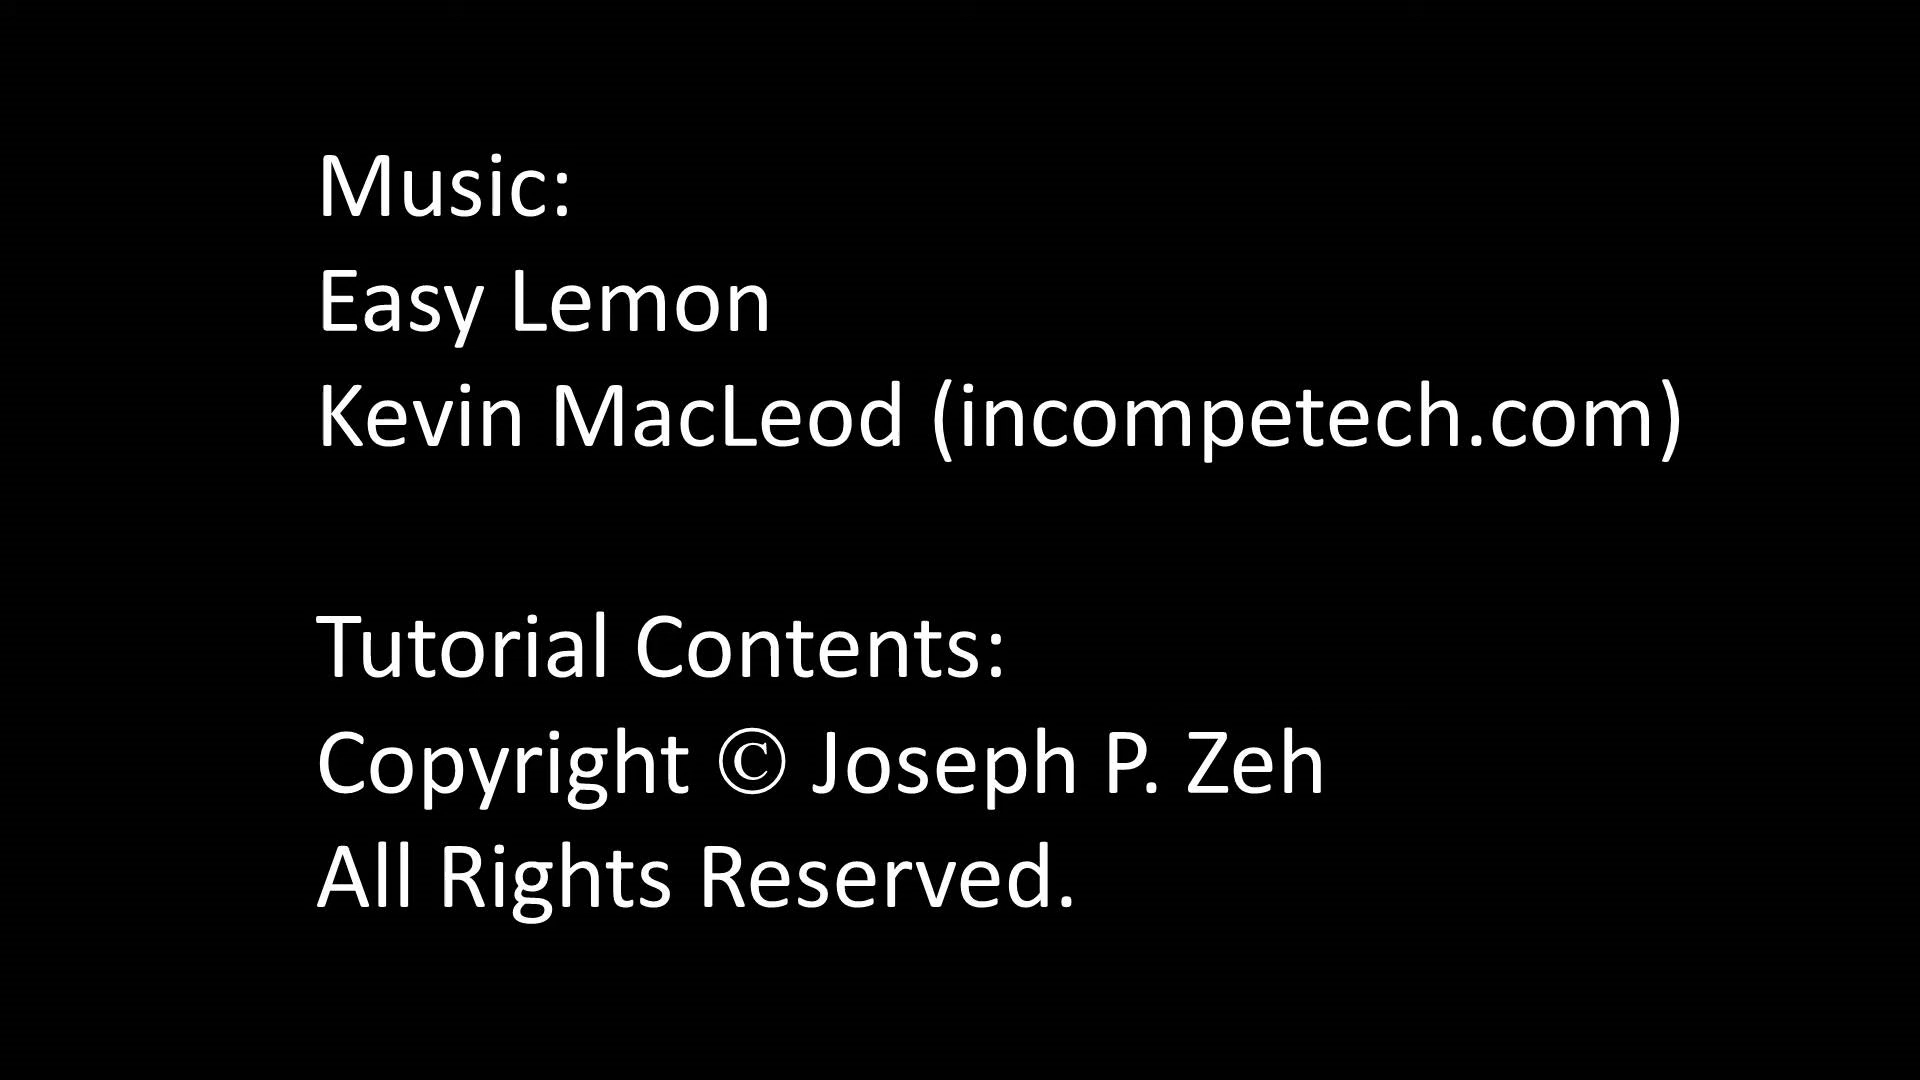 Music:
Easy Lemon
Kevin MacLeod (incompetech.com)
Tutorial Contents:
Copyright © Joseph P. Zeh
All Rights Reserved.